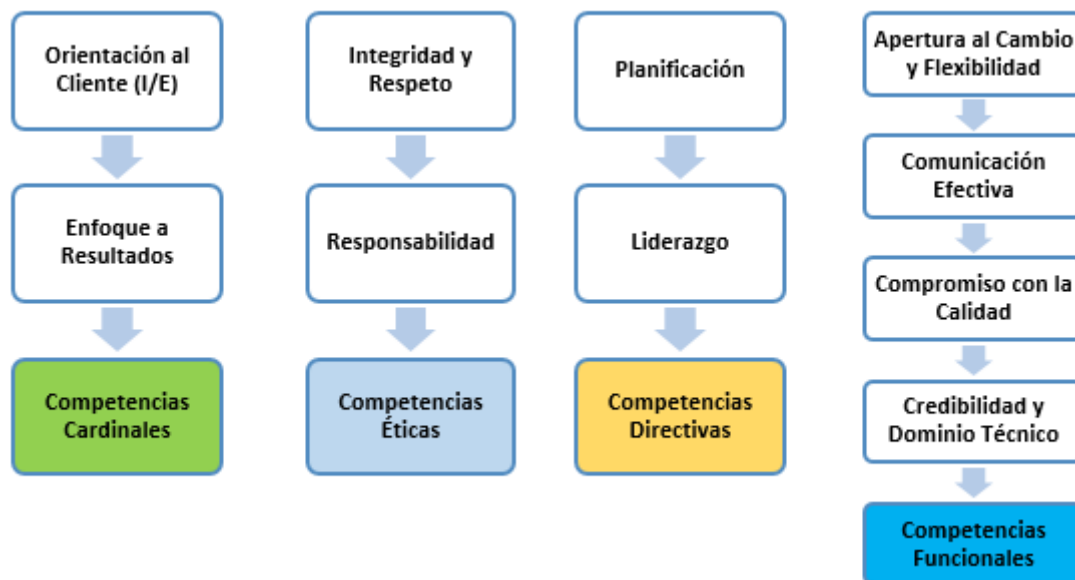 Orientación al
Cliente (I/E)
Enfoque a
Resultados
Competencias
Cardinales
Integridad y
Respeto
Responsabilidad
Competencias
Éticas
Planificación
Liderazgo
Competencias
Directivas
Apertura al Cambio
y Flexibilidad
Comunicación
Efectiva
Compromiso con la
Calidad
Credibilidad y
Dominio Técnico
Competencias
Funcionales